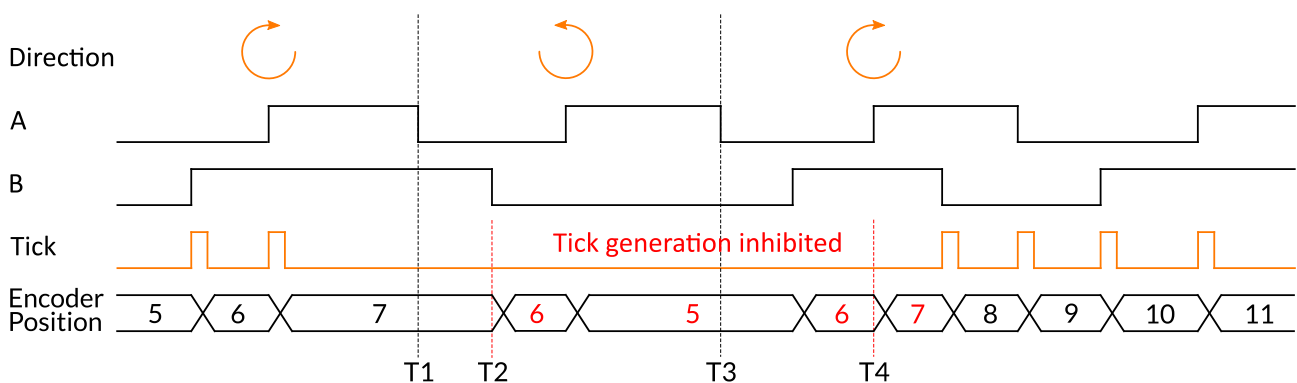 Direction
A
B
Tick
Tick generation inhibited
Encoder
Position
5 6 7 6 5 6 7 8 9 10 11
T1 T2 T3 T4